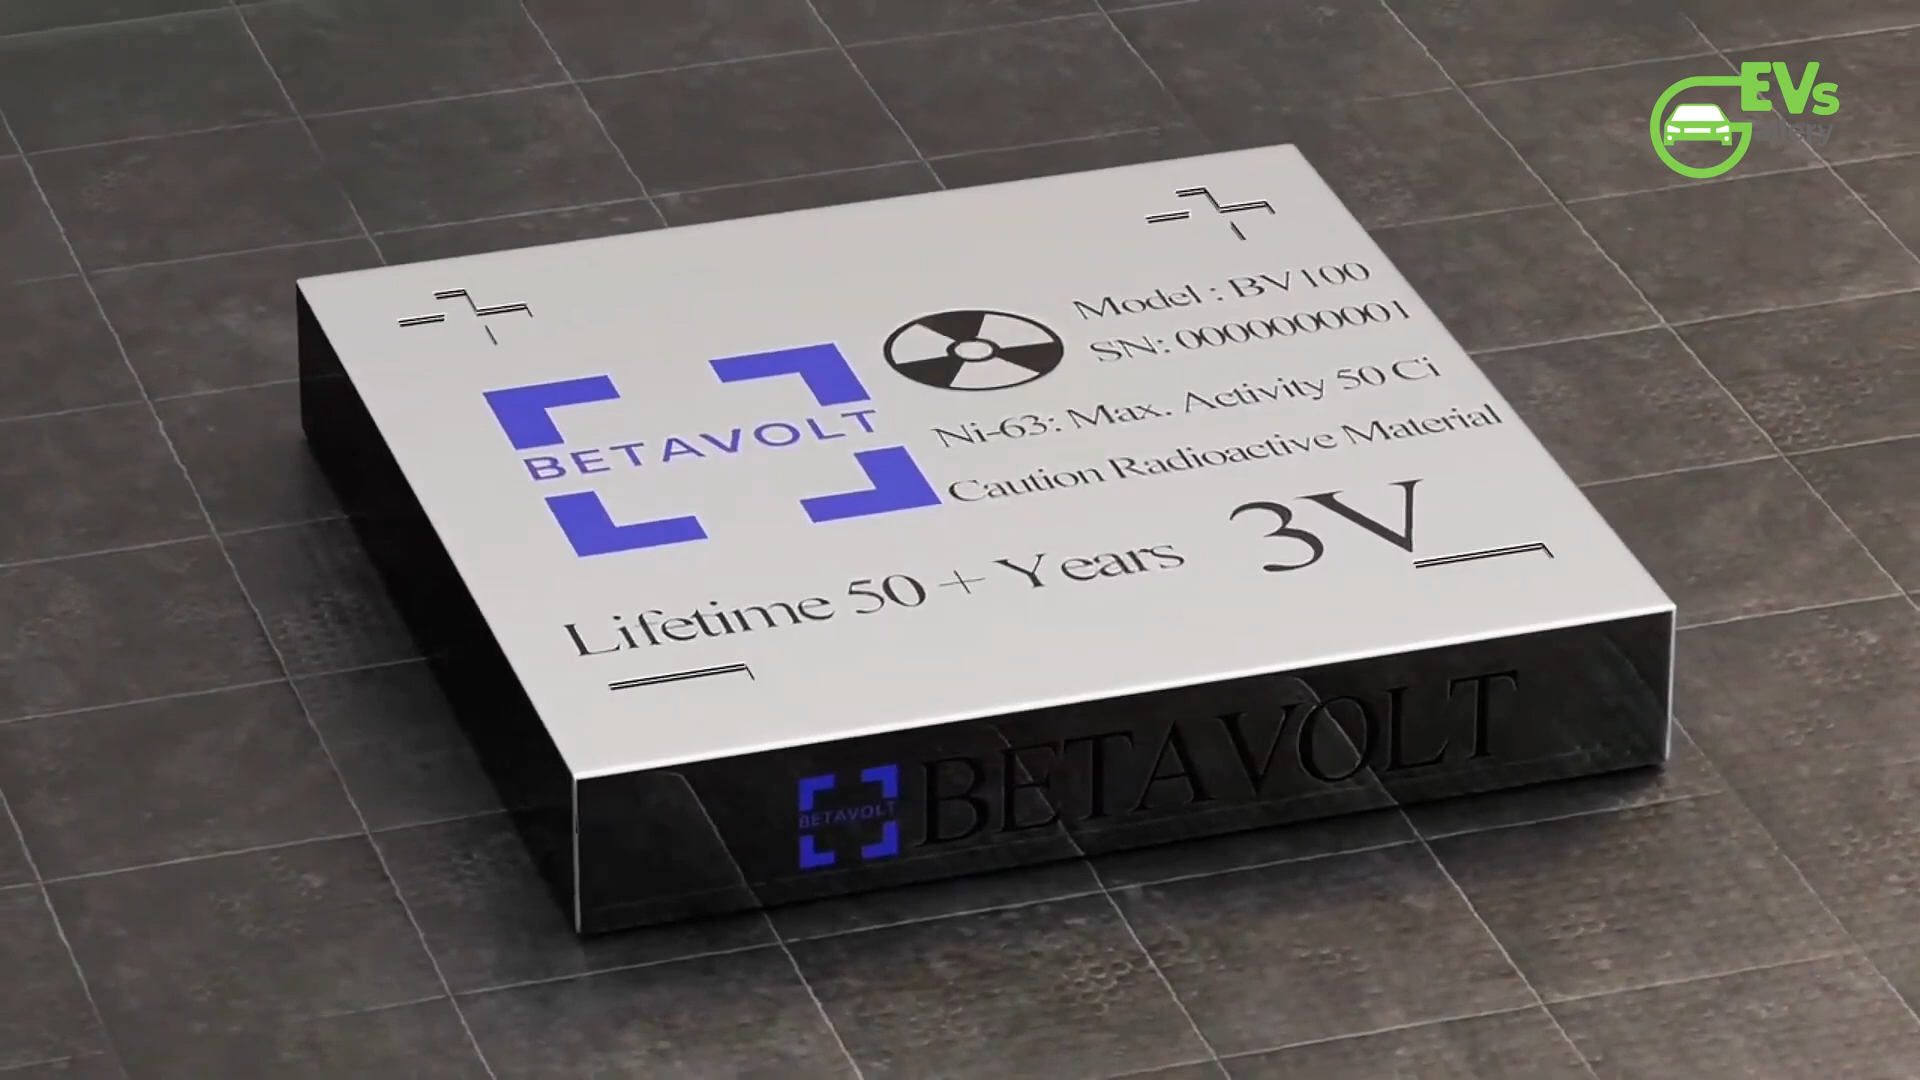 EVs
Model : BV100
SN: 0000000001
Ni-63: Max. Activity 50 Ci
Caution Radioactive Material
BETAVOLT
Lifetime 50 + Years
3V
BETAVOLT
BETAVOLT